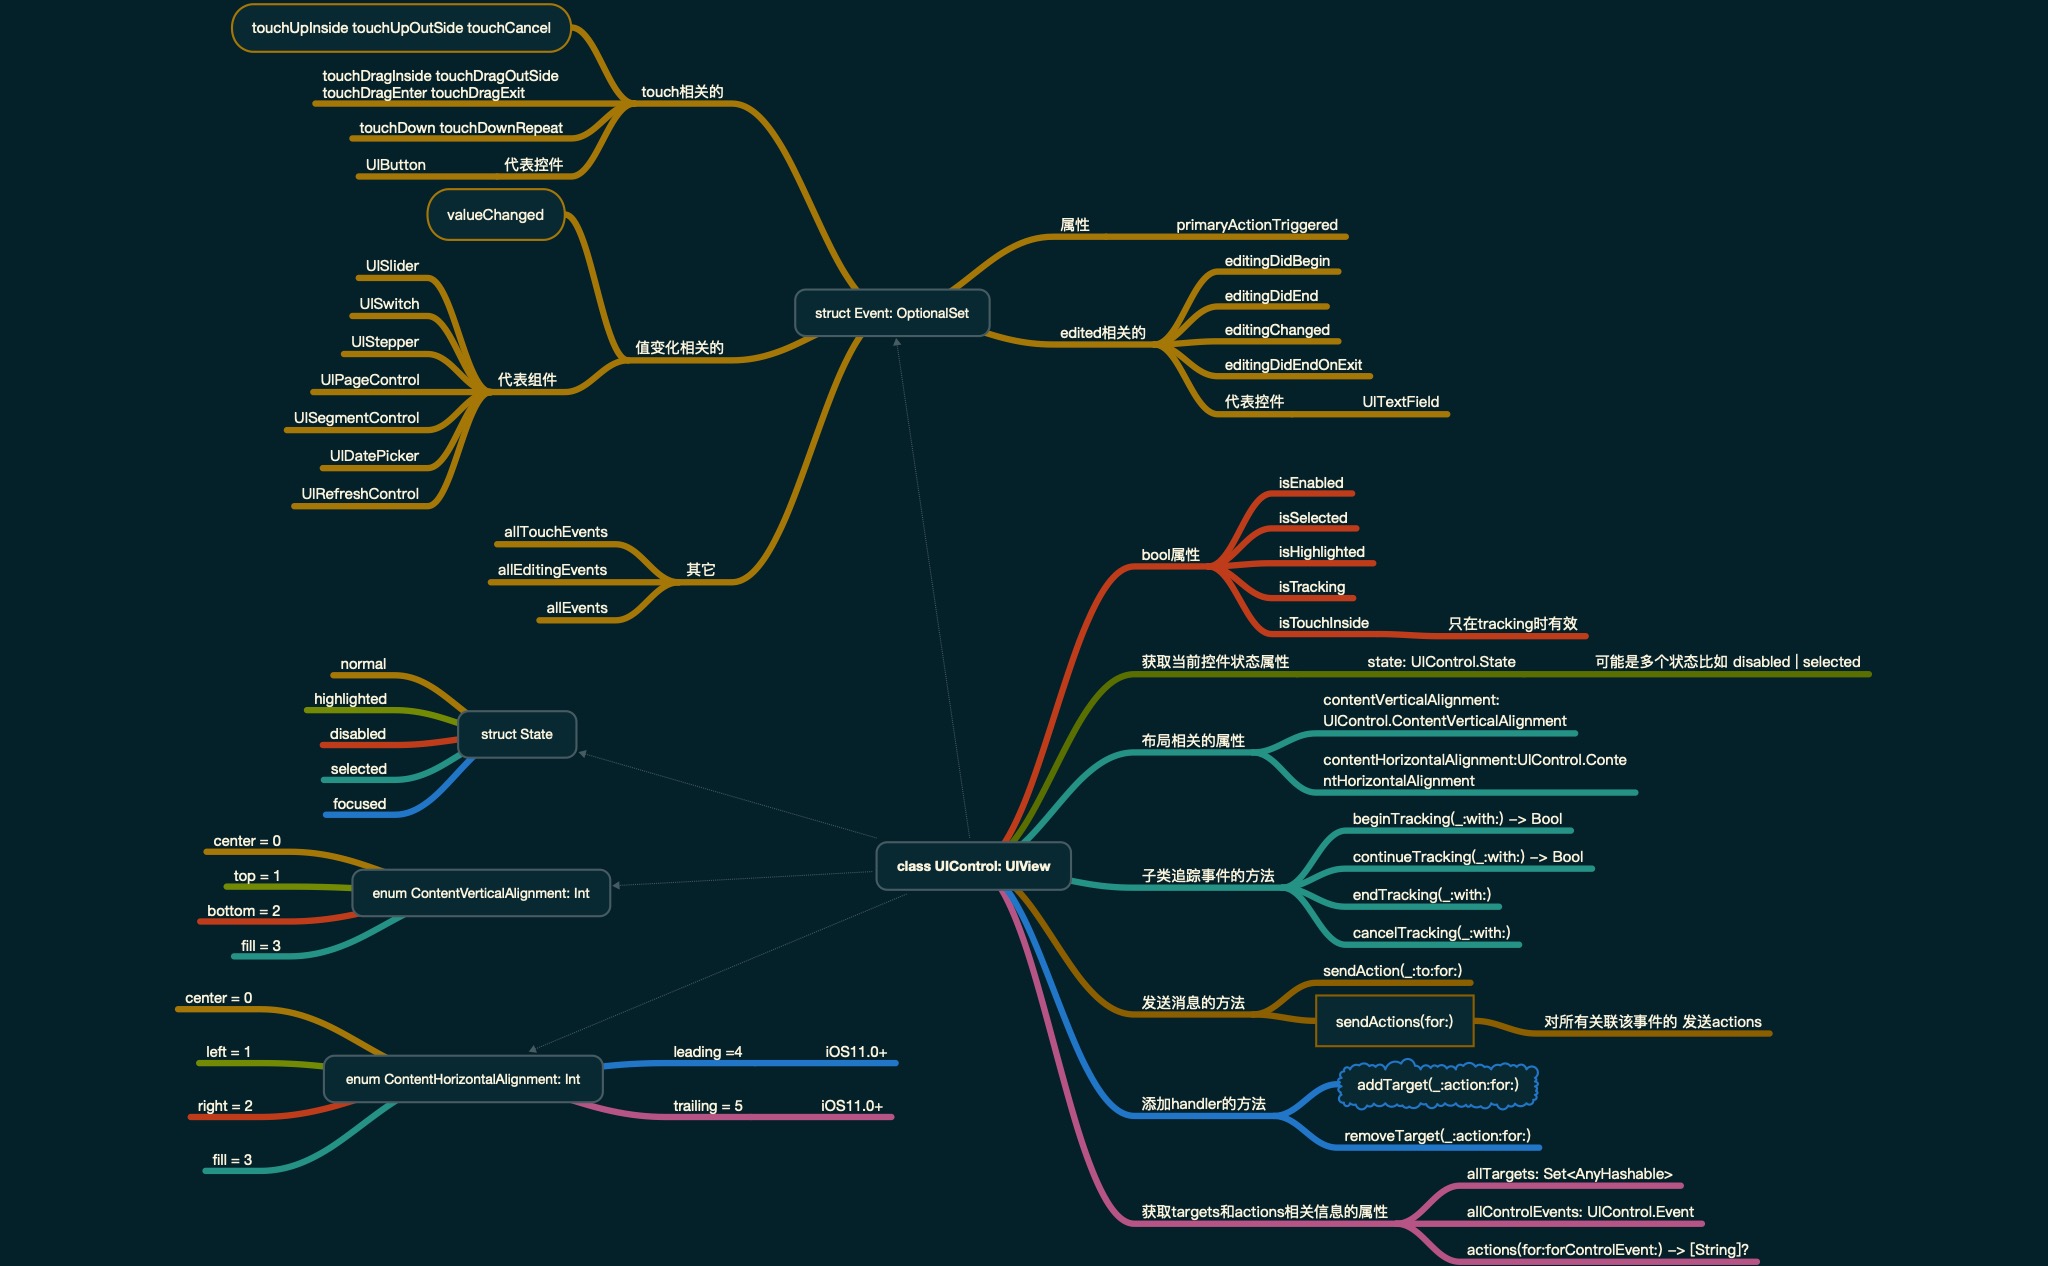 touchUpInside touchUpOutSide touchCancel
touchDragInside touchDragOutSide
touchDragEnter touchDragExit
touchDown touchDownRepeat
UIButton
代表控件
touch相关的
valueChanged
UISlider
UISwitch
UIStepper
UIPageControl
UISegmentControl
UIDatePicker
UIRefreshControl
代表组件
值变化相关的
allTouchEvents
allEditingEvents
allEvents
其它
struct Event: OptionalSet
属性
primaryActionTriggered
edited相关的
editingDidBegin
editingDidEnd
editingChanged
editingDidEndOnExit
代表控件
UITextField
normal
highlighted
disabled
selected
focused
struct State
center = 0
top = 1
bottom = 2
fill = 3
enum ContentVerticalAlignment: Int
center = 0
left = 1
right = 2
fill = 3
enum ContentHorizontalAlignment: Int
leading =4
iOS11.0+
trailing = 5
iOS11.0+
class UIControl: UIView
bool属性
isEnabled
isSelected
isHighlighted
isTracking
isTouchInside
只在tracking时有效
获取当前控件状态属性
state: UIControl.State
可能是多个状态比如 disabled | selected
布局相关的属性
contentVerticalAlignment:
UIControl.ContentVerticalAlignment
contentHorizontalAlignment:UIControl.Conte
ntHorizontalAlignment
子类追踪事件的方法
beginTracking(_:with:) -> Bool
continueTracking(_:with:) -> Bool
endTracking(_:with:)
cancelTracking(_:with:)
发送消息的方法
sendAction(_:to:for:)
sendActions(for:)
对所有关联该事件的 发送actions
添加handler的方法
addTarget(_:action:for:)
removeTarget(_:action:for:)
获取targets和actions相关信息的属性
allTargets: Set<AnyHashable>
allControlEvents: UIControl.Event
actions(for:forControlEvent:) -> [String]?